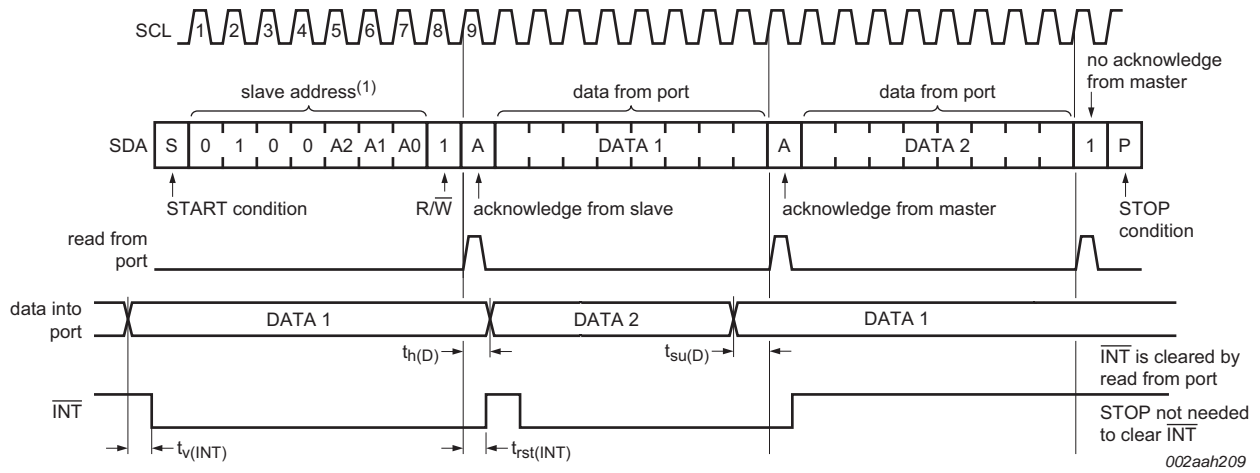 SCL 1 2 3 4 5 6 7 8 9
no acknowledge
from master
slave address(1) data from port data from port
SDA S 0 1 0 0 A2 A1 A0 1 A DATA 1 A DATA 2 1 P
START condition R/W̅ acknowledge from slave acknowledge from master STOP
condition
read from
port
data into
port
DATA 1 DATA 2 DATA 1
th(D) tsu(D)
I̅N̅T̅ is cleared by
read from port
I̅N̅T̅
STOP not needed
to clear I̅N̅T̅
tv(INT) trst(INT)
002aah209